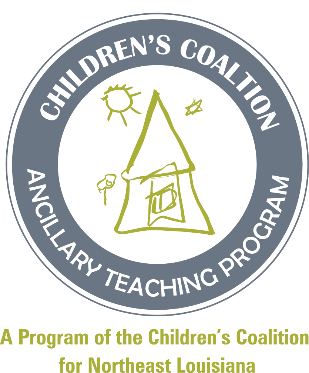 CHILDREN'S COALTION
ANCILLARY TEACHING PROGRAM
A Program of the Children's Coalition
for Northeast Louisiana